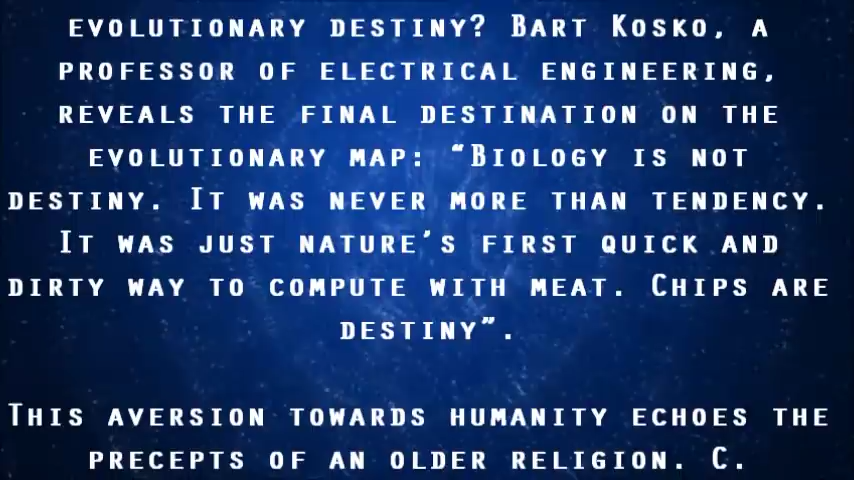 EVOLUTIONARY DESTINY? BART KOSKO, A
PROFESSOR OF ELECTRICAL ENGINEERING,
REVEALS THE FINAL DESTINATION ON THE
EVOLUTIONARY MAP: “BIOLOGY IS NOT
DESTINY. IT WAS NEVER MORE THAN TENDENCY.
IT WAS JUST NATURE’S FIRST QUICK AND
DIRTY WAY TO COMPUTE WITH MEAT. CHIPS ARE
DESTINY”.
THIS AVERSION TOWARDS HUMANITY ECHOES THE
PRECEPTS OF AN OLDER RELIGION. C.